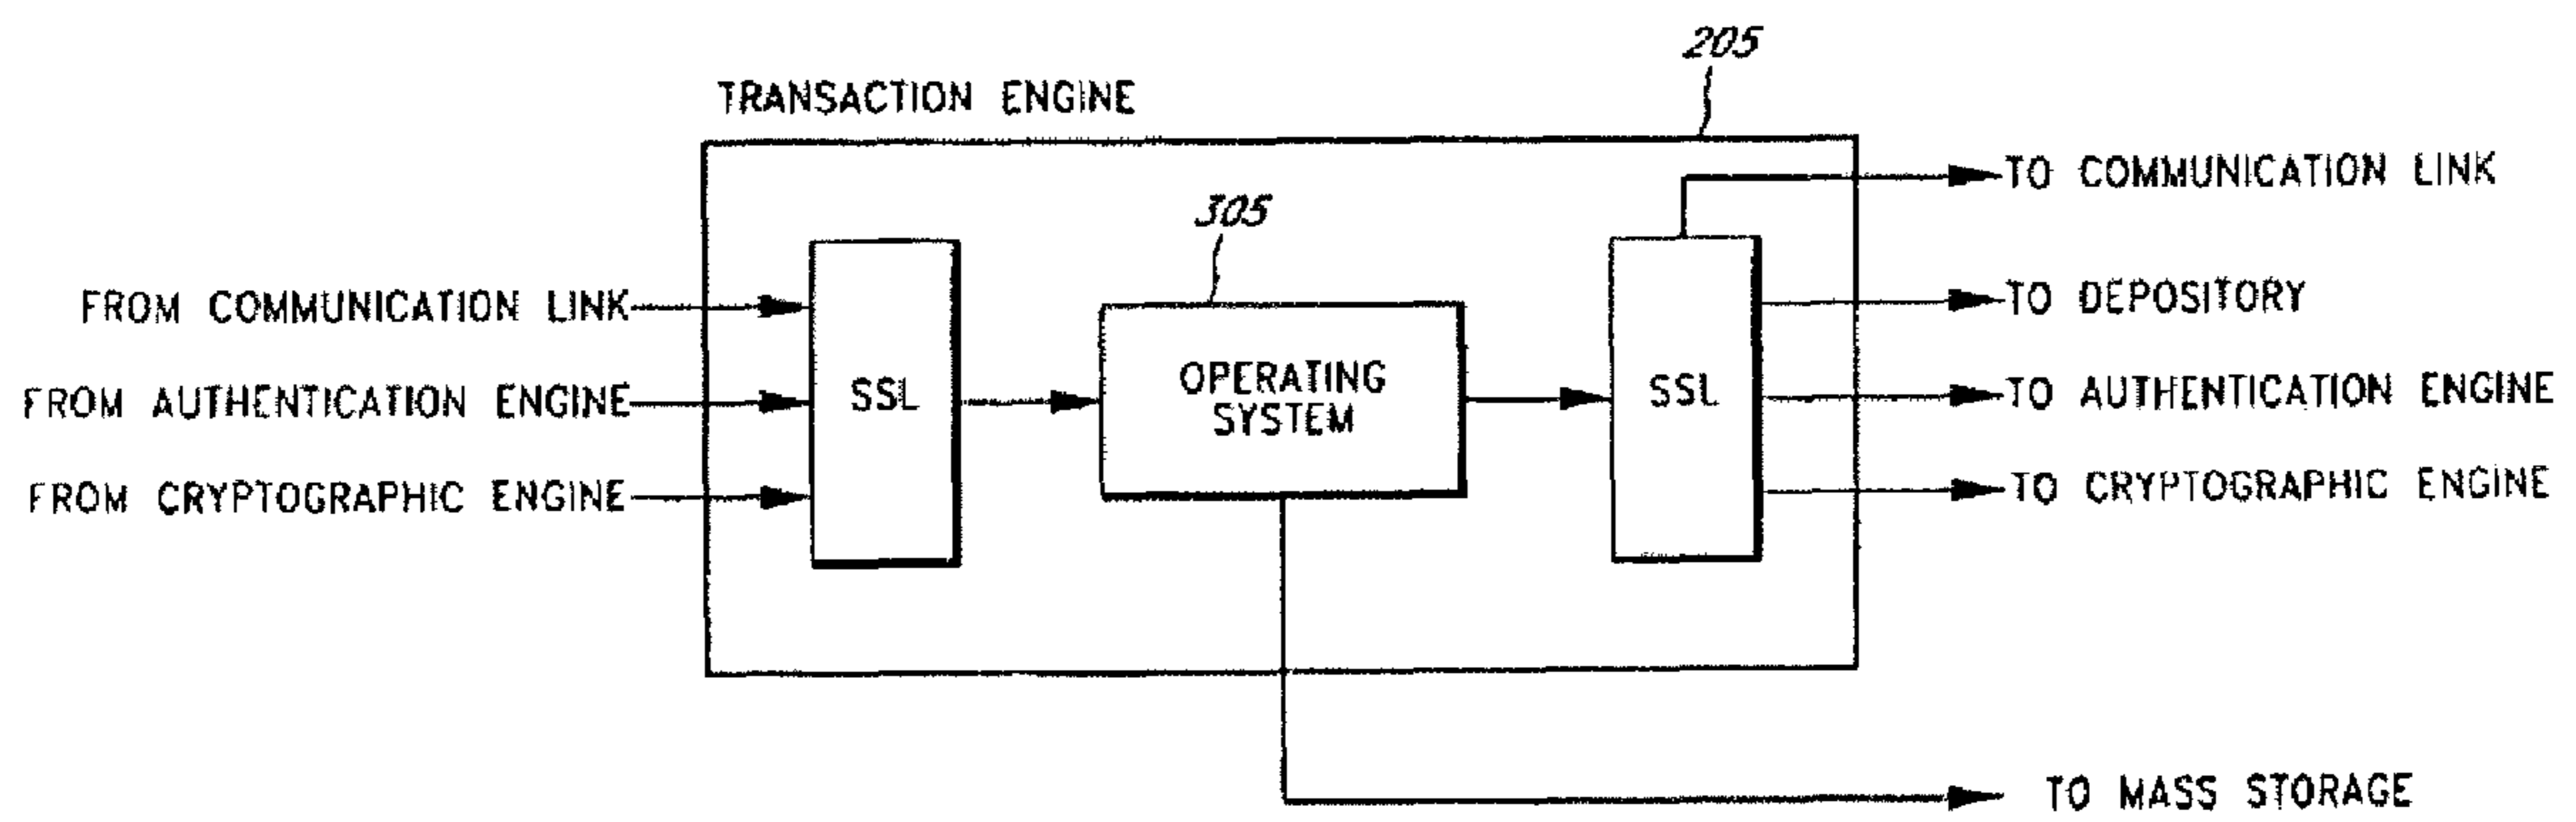 205
TRANSACTION ENGINE
TO COMMUNICATION LINK
305
FROM COMMUNICATION LINK
TO DEPOSITORY
SSL
OPERATING
SYSTEM
SSL
FROM AUTHENTICATION ENGINE
TO AUTHENTICATION ENGINE
FROM CRYPTOGRAPHIC ENGINE
TO CRYPTOGRAPHIC ENGINE
TO MASS STORAGE